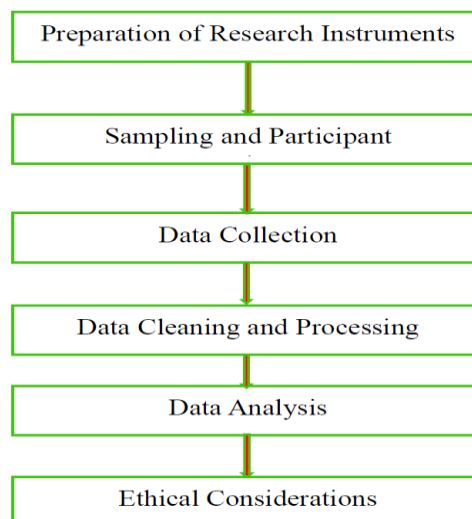 Preparation of Research Instruments
Sampling and Participant
Data Collection
Data Cleaning and Processing
Data Analysis
Ethical Considerations